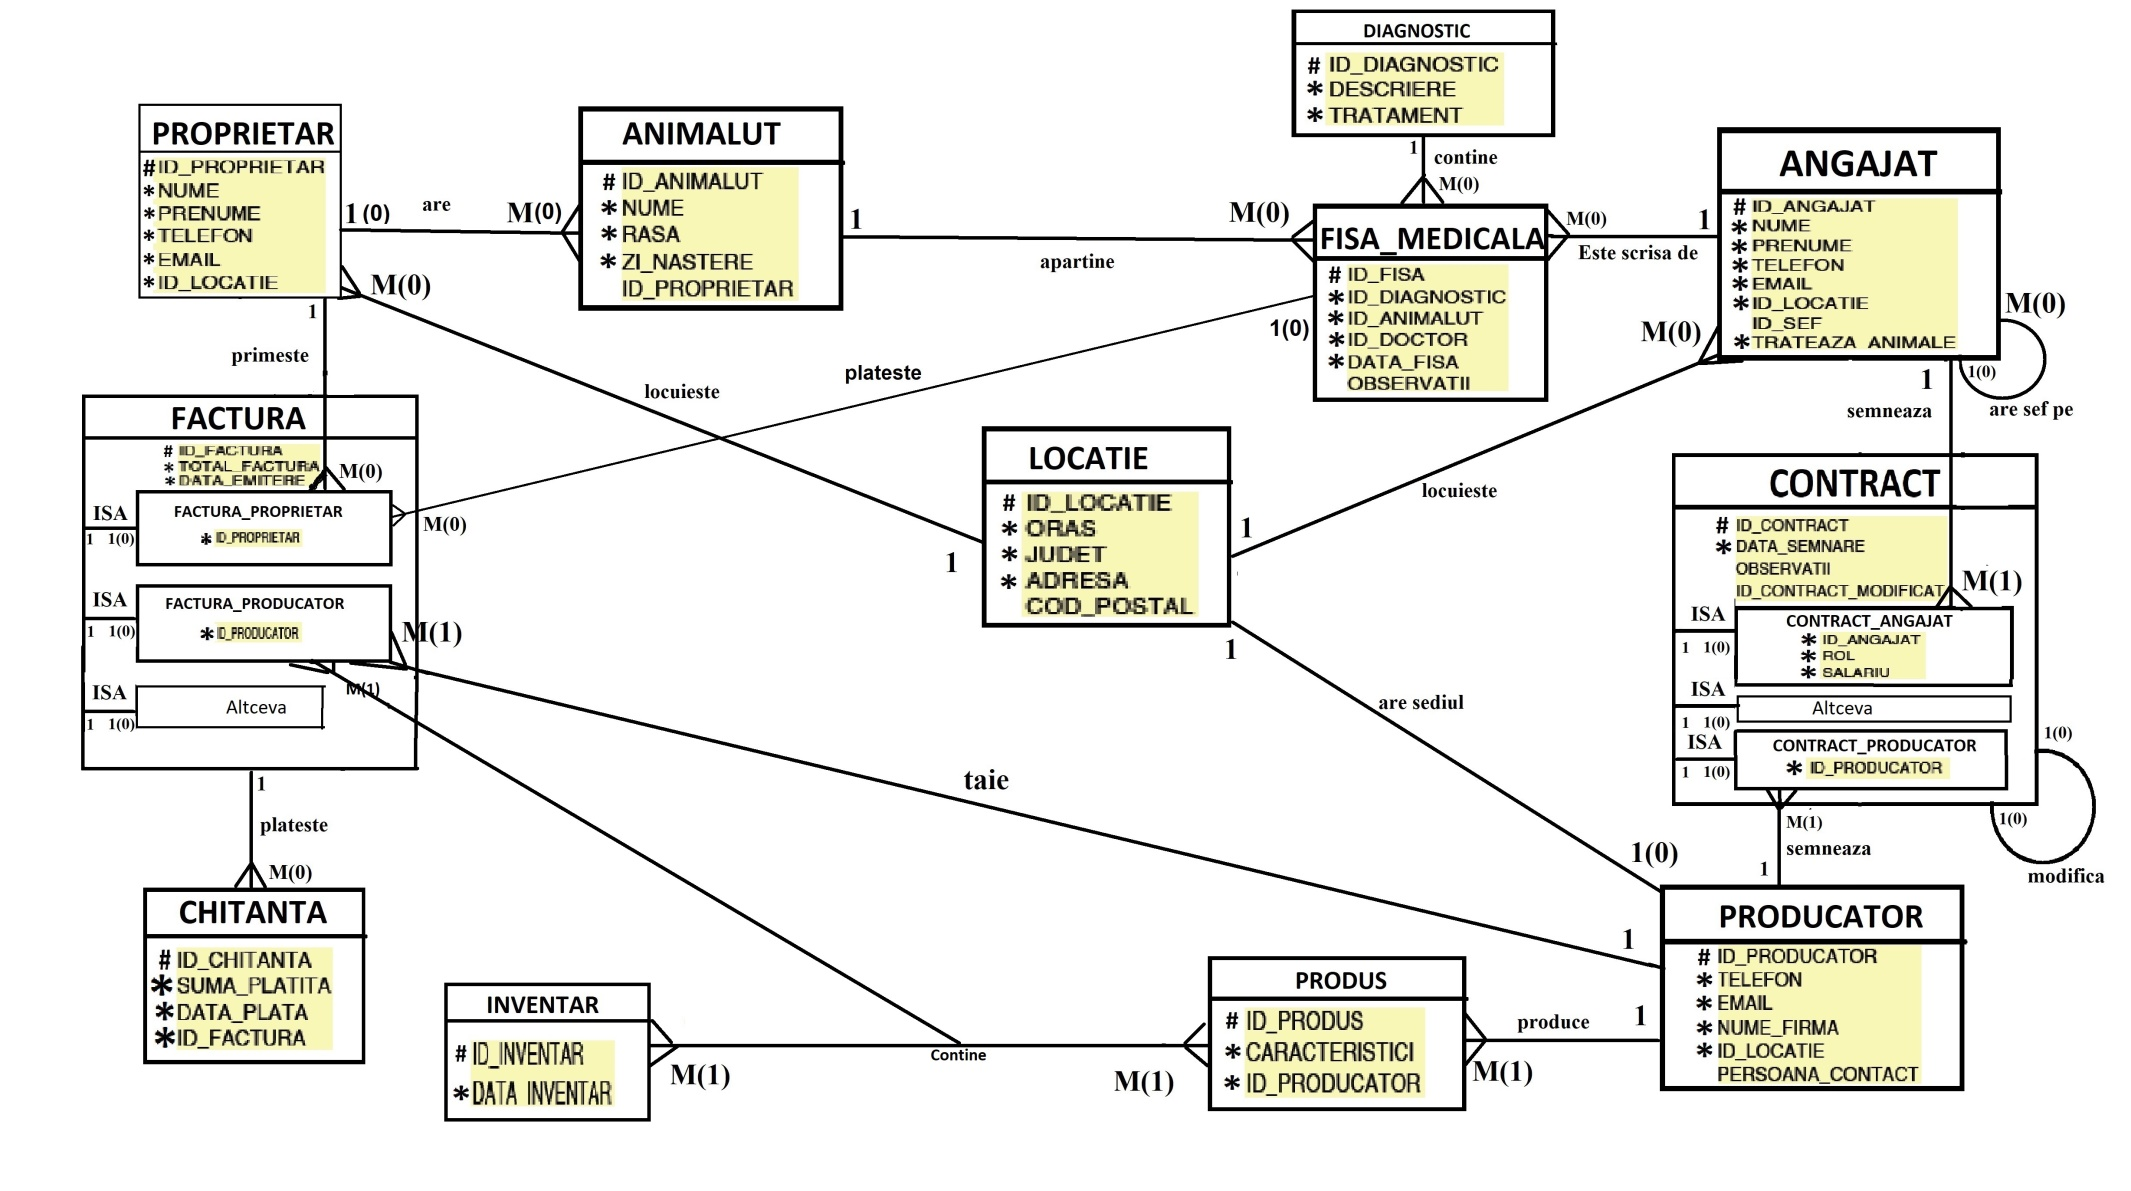 DIAGNOSTIC
# ID_DIAGNOSTIC
* DESCRIERE
* TRATAMENT
1 contine
M(0)
PROPRIETAR
#ID_PROPRIETAR
*NUME
*PRENUME
*TELEFON
*EMAIL
*ID_LOCATIE
1 (0) are M(0)
ANIMALUT
# ID_ANIMALUT
* NUME
* RASA
* ZI_NASTERE
ID_PROPRIETAR
1 apartine M(0)
FISA_MEDICALA
# ID_FISA
* ID_DIAGNOSTIC
* ID_ANIMALUT
* ID_DOCTOR
* DATA_FISA
OBSERVATII
M(0) 1
Este scrisa de
ANGAJAT
# ID_ANGAJAT
* NUME
* PRENUME
* TELEFON
* EMAIL
* ID_LOCATIE
ID_SEF
* TRATEAZA ANIMALE
M(0)
1(0)
are sef pe
M(0)
locuieste
1
1
primeste
M(0)
1(0)
plateste
M(0)
FACTURA
# ID_FACTURA
* TOTAL_FACTURA
* DATA_EMITERE
ISA
1 1(0)
FACTURA_PROPRIETAR
* ID_PROPRIETAR
ISA
1 1(0)
FACTURA_PRODUCATOR
* ID_PRODUCATOR
M(1)
M(1)
ISA
1 1(0)
Altceva
LOCATIE
# ID_LOCATIE
* ORAS
* JUDET
* ADRESA
COD_POSTAL
M(0)
locuieste
1
1
are sediul
1(0)
1
semneaza
M(1)
CONTRACT
# ID_CONTRACT
* DATA_SEMNARE
OBSERVATII
ID_CONTRACT_MODIFICAT
ISA
1 1(0)
CONTRACT_ANGAJAT
* ID_ANGAJAT
* ROL
* SALARIU
ISA
1 1(0)
Altceva
ISA
1 1(0)
CONTRACT_PRODUCATOR
* ID_PRODUCATOR
1(0)
1(0)
modifica
M(1)
semneaza
1
taie
1
1
plateste
M(0)
CHITANTA
# ID_CHITANTA
*SUMA_PLATITA
*DATA_PLATA
*ID_FACTURA
INVENTAR
# ID_INVENTAR
*DATA INVENTAR
M(1)
Contine
M(1)
PRODUS
# ID_PRODUS
* CARACTERISTICI
* ID_PRODUCATOR
produce 1
M(1)
PRODUCATOR
# ID_PRODUCATOR
* TELEFON
* EMAIL
* NUME_FIRMA
* ID_LOCATIE
PERSOANA_CONTACT